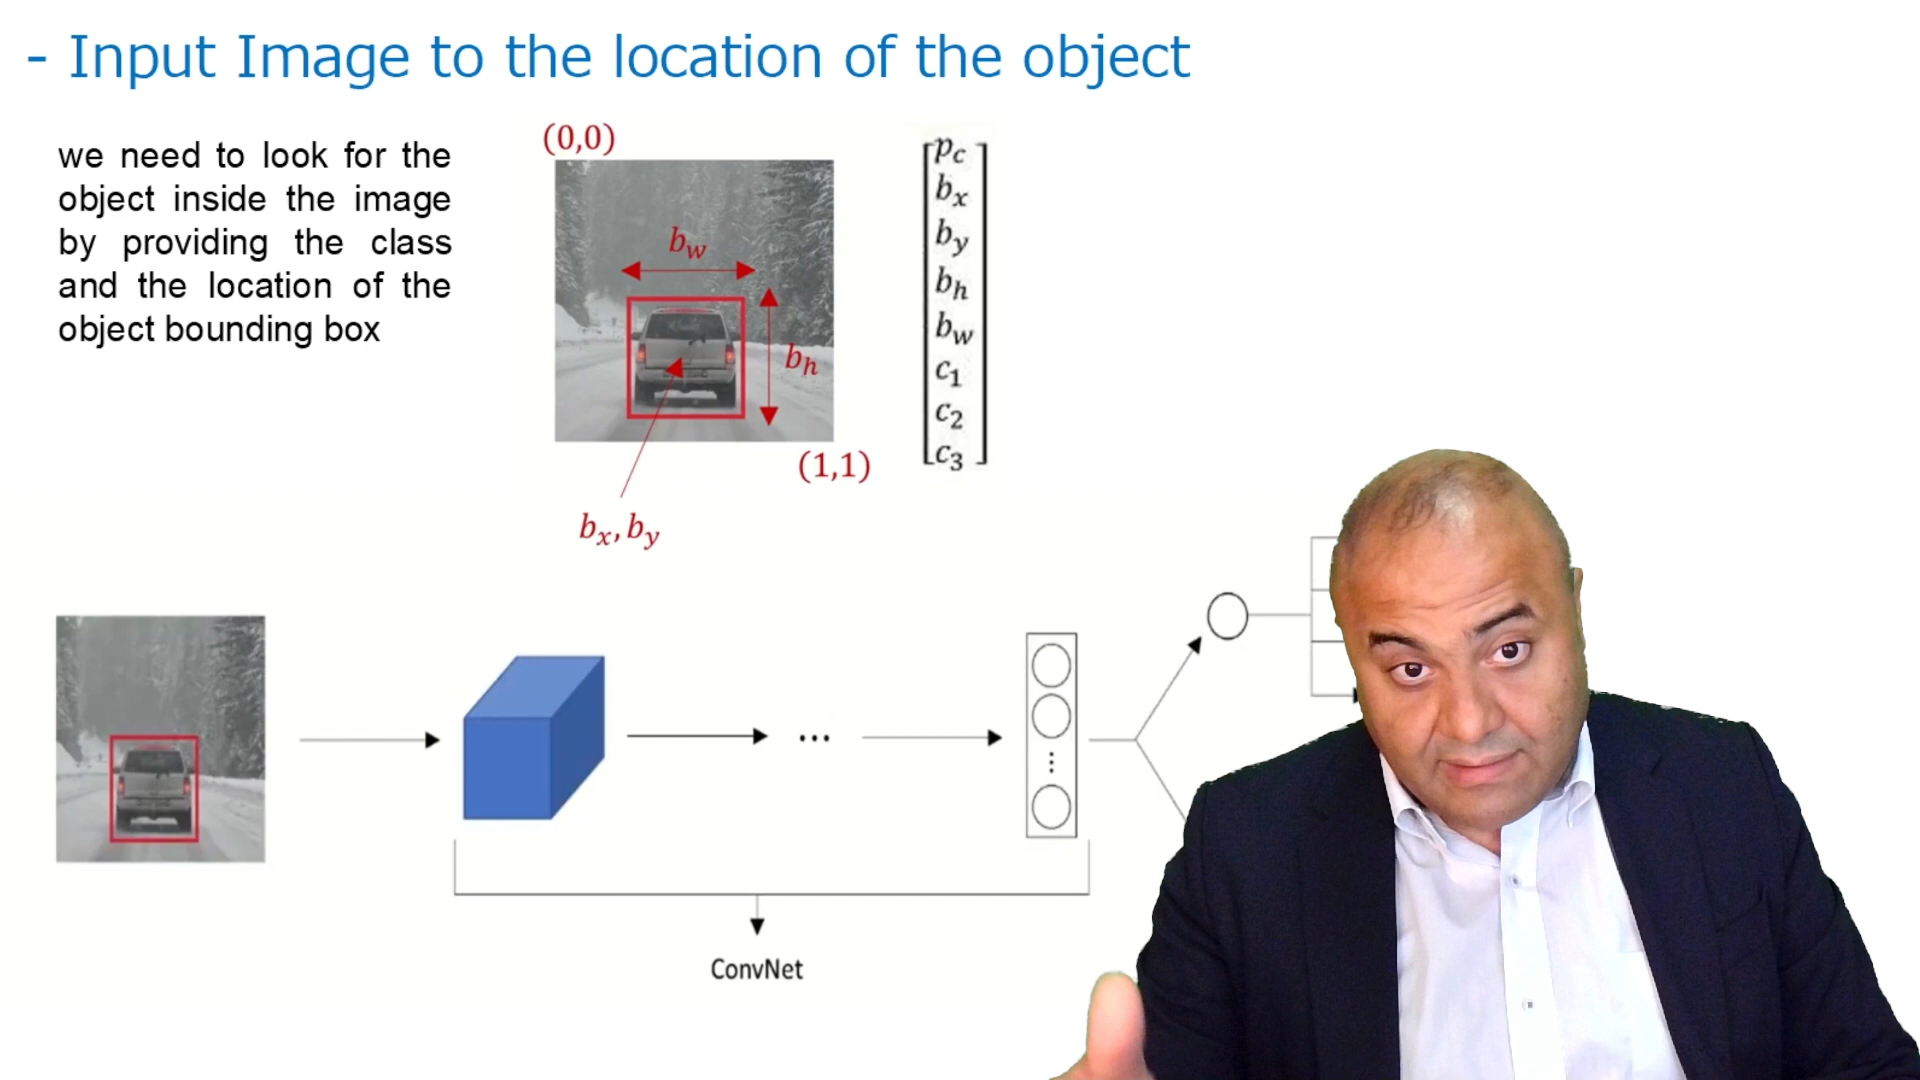 - Input Image to the location of the object
we need to look for the
object inside the image
by providing the class
and the location of the
object bounding box
(0,0)
b_w
b_h
(1,1)
b_x, b_y
p_c
b_x
b_y
b_h
b_w
c_1
c_2
c_3
...
ConvNet